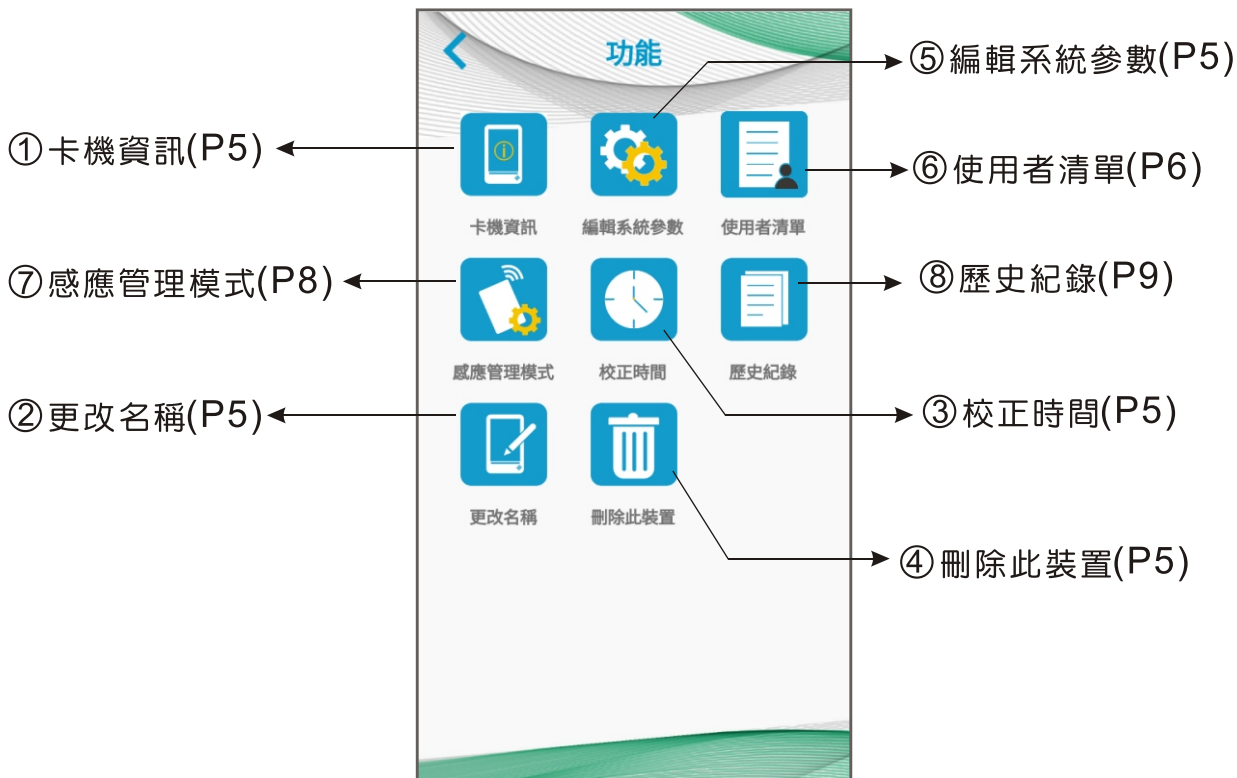 功能
⑤編輯系統參數(P5)
①卡機資訊(P5)
⑥使用者清單(P6)
卡機資訊 編輯系統參數 使用者清單
⑦感應管理模式(P8)
⑧歷史紀錄(P9)
感應管理模式 校正時間 歷史紀錄
②更改名稱(P5)
③校正時間(P5)
更改名稱 刪除此裝置
④刪除此裝置(P5)